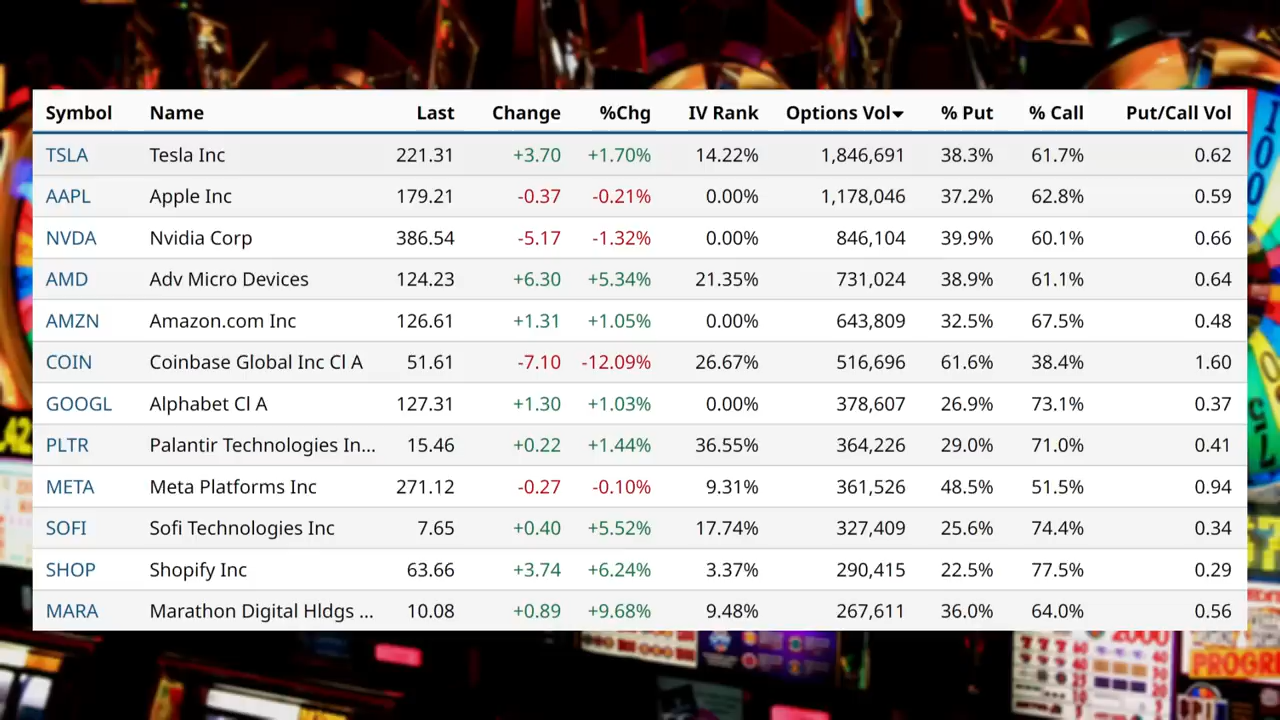 Symbol Name Last Change %Chg IV Rank Options Vol % Put % Call Put/Call Vol
TSLA Tesla Inc 221.31 +3.70 +1.70% 14.22% 1,846,691 38.3% 61.7% 0.62
AAPL Apple Inc 179.21 -0.37 -0.21% 0.00% 1,178,046 37.2% 62.8% 0.59
NVDA Nvidia Corp 386.54 -5.17 -1.32% 0.00% 846,104 39.9% 60.1% 0.66
AMD Adv Micro Devices 124.23 +6.30 +5.34% 21.35% 731,024 38.9% 61.1% 0.64
AMZN Amazon.com Inc 126.61 +1.31 +1.05% 0.00% 643,809 32.5% 67.5% 0.48
COIN Coinbase Global Inc Cl A 51.61 -7.10 -12.09% 26.67% 516,696 61.6% 38.4% 1.60
GOOGL Alphabet Cl A 127.31 +1.30 +1.03% 0.00% 378,607 26.9% 73.1% 0.37
PLTR Palantir Technologies In... 15.46 +0.22 +1.44% 36.55% 364,226 29.0% 71.0% 0.41
META Meta Platforms Inc 271.12 -0.27 -0.10% 9.31% 361,526 48.5% 51.5% 0.94
SOFI Sofi Technologies Inc 7.65 +0.40 +5.52% 17.74% 327,409 25.6% 74.4% 0.34
SHOP Shopify Inc 63.66 +3.74 +6.24% 3.37% 290,415 22.5% 77.5% 0.29
MARA Marathon Digital Hldgs ... 10.08 +0.89 +9.68% 9.48% 267,611 36.0% 64.0% 0.56